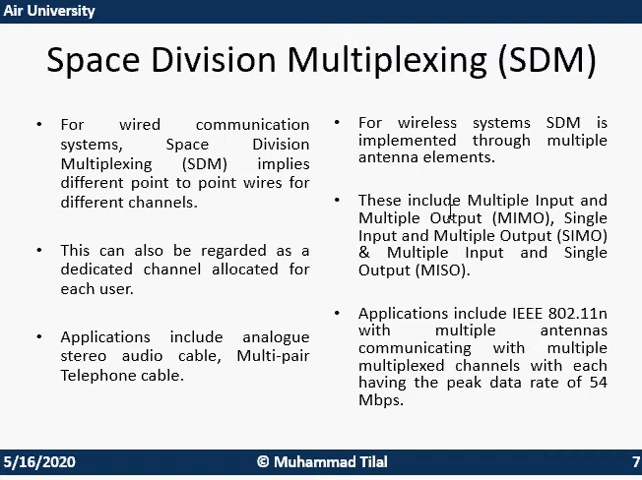 Air University
Space Division Multiplexing (SDM)
• For wired communication
systems, Space Division
Multiplexing (SDM) implies
different point to point wires for
different channels.
• This can also be regarded as a
dedicated channel allocated for
each user.
• Applications include analogue
stereo audio cable, Multi-pair
Telephone cable.
• For wireless systems SDM is
implemented through multiple
antenna elements.
• These include Multiple Input and
Multiple Output (MIMO), Single
Input and Multiple Output (SIMO)
& Multiple Input and Single
Output (MISO).
• Applications include IEEE 802.11n
with multiple antennas
communicating with multiple
multiplexed channels with each
having the peak data rate of 54
Mbps.
5/16/2020
© Muhammad Tilal
7